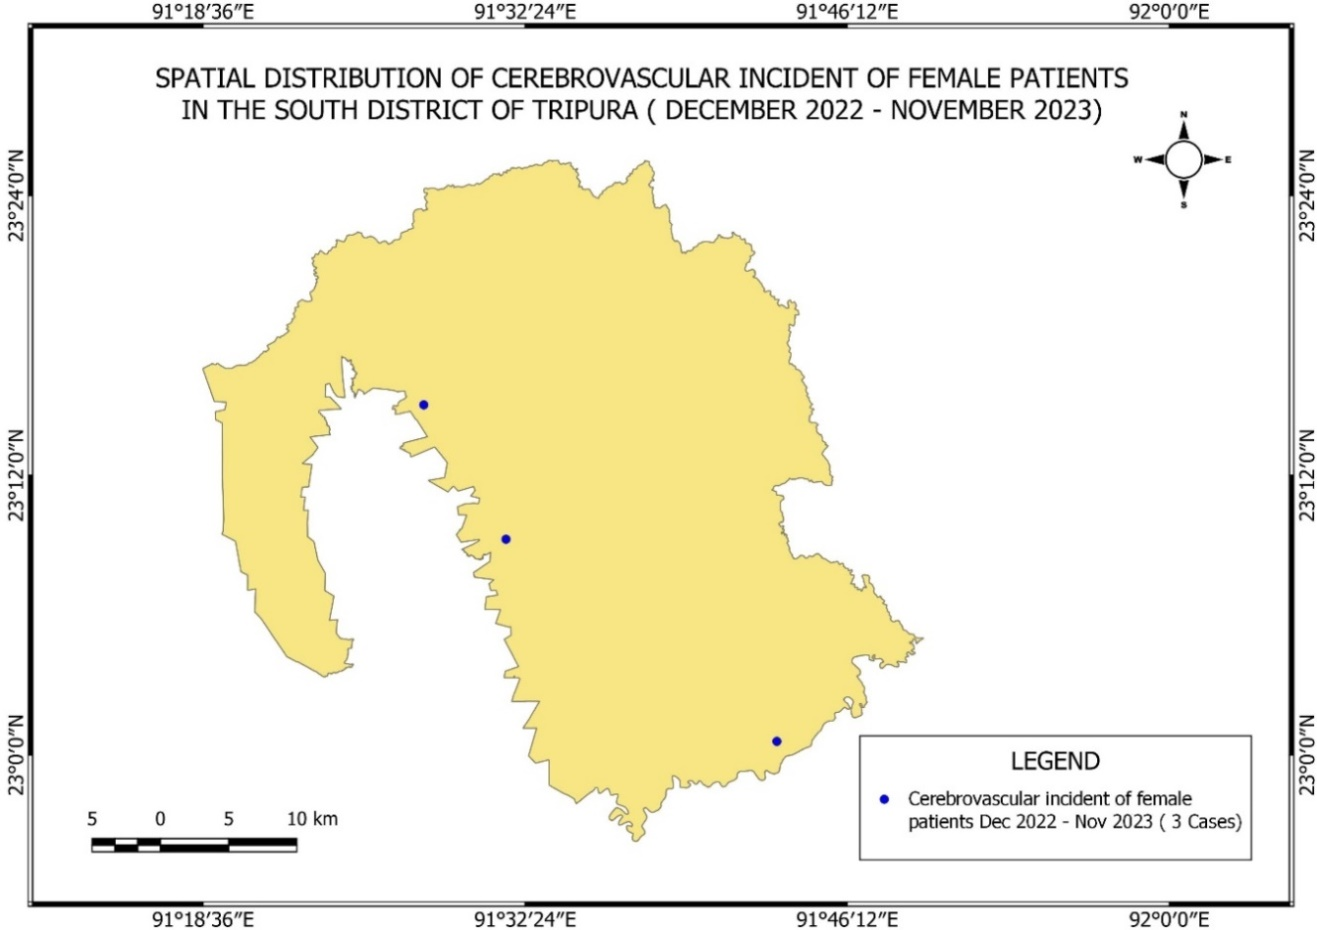 91°18'36"E 91°32'24"E 91°46'12"E 92°0'0"E
SPATIAL DISTRIBUTION OF CEREBROVASCULAR INCIDENT OF FEMALE PATIENTS
IN THE SOUTH DISTRICT OF TRIPURA ( DECEMBER 2022 - NOVEMBER 2023)
N
W E
S
23°24'0"N 23°24'0"N
23°12'0"N 23°12'0"N
23°0'0"N 23°0'0"N
LEGEND
Cerebrovascular incident of female
patients Dec 2022 - Nov 2023 ( 3 Cases)
5 0 5 10 km
91°18'36"E 91°32'24"E 91°46'12"E 92°0'0"E